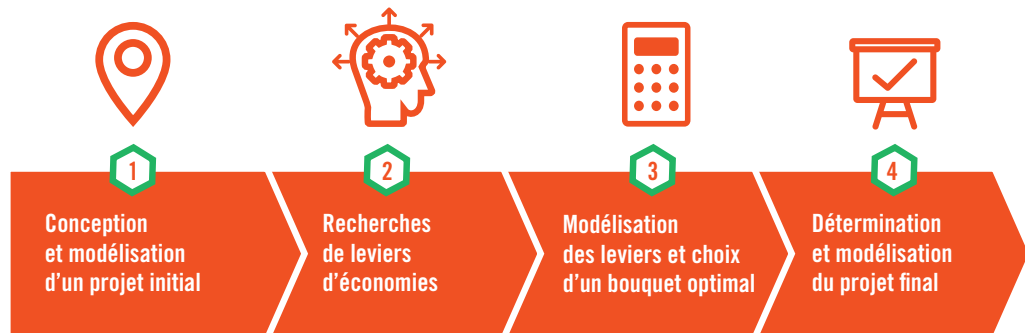 1
Conception
et modélisation
d'un projet initial
2
Recherches
de leviers
d'économies
3
Modélisation
des leviers et choix
d'un bouquet optimal
4
Détermination
et modélisation
du projet final